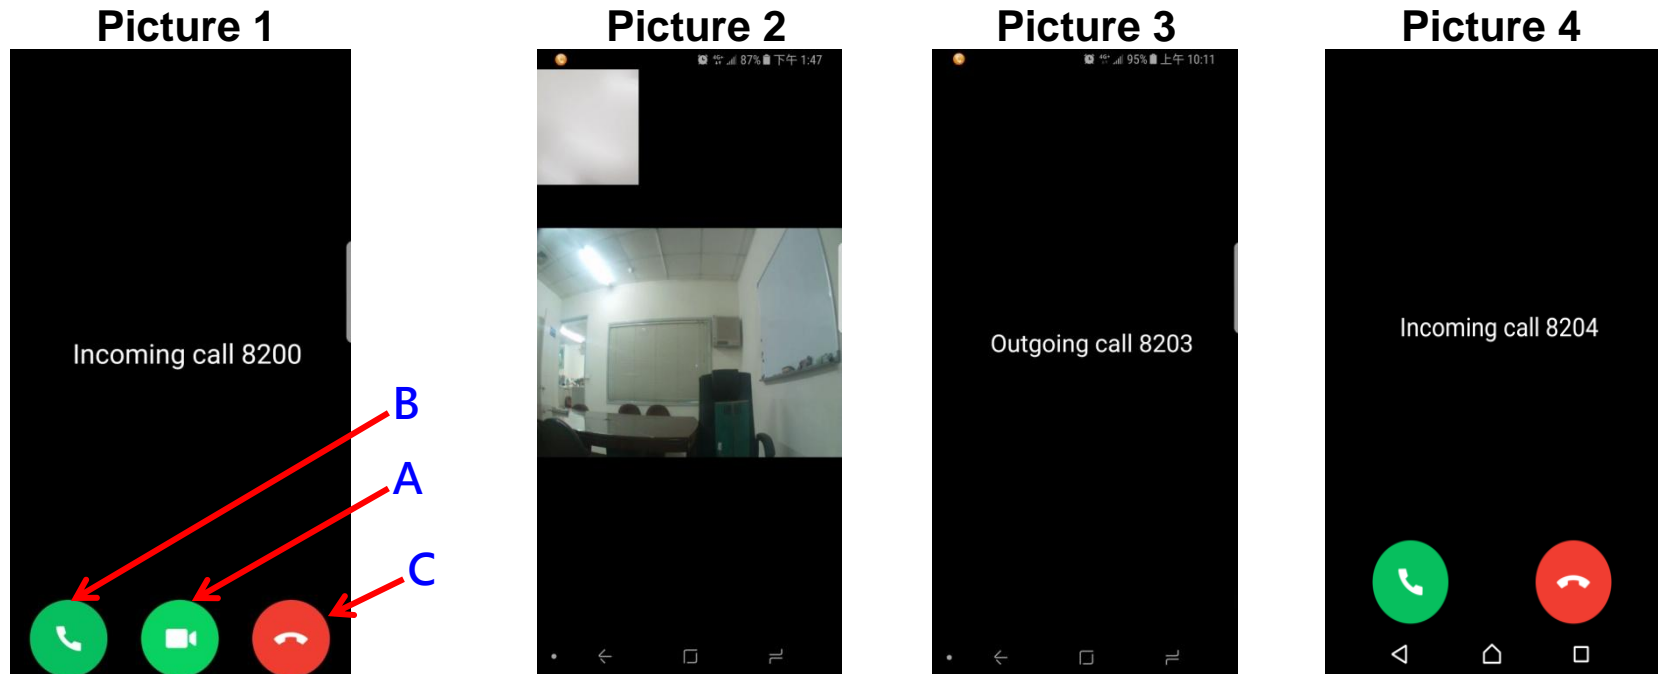 Picture 1
Picture 2
Picture 3
Picture 4
87% 下午 1:47
95% 上午 10:11
Incoming call 8200
Outgoing call 8203
Incoming call 8204
B
A
C